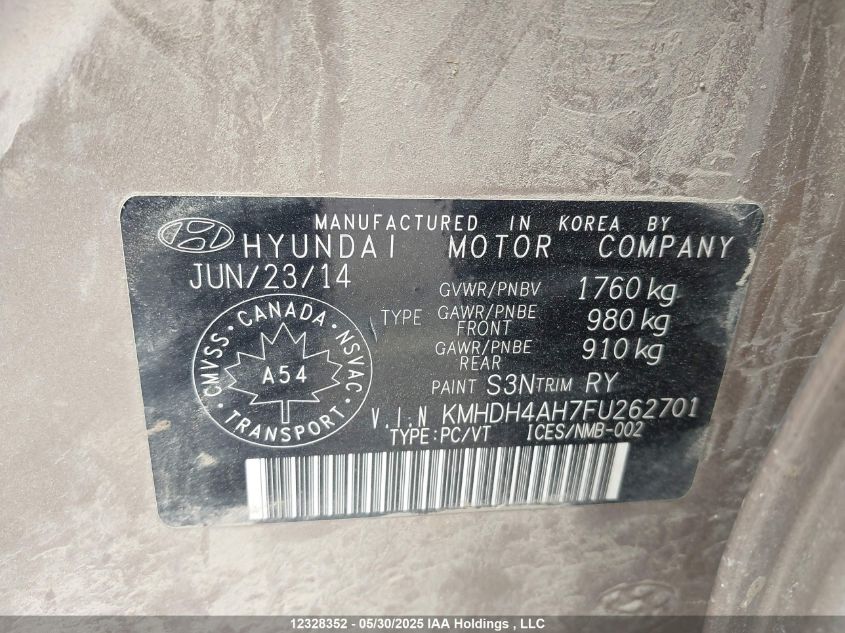 MANUFACTURED IN KOREA BY
HYUNDAI MOTOR COMPANY
JUN/23/14
GVWR/PNBV 1760 kg
TYPE GAWR/PNBE FRONT 980 kg
GAWR/PNBE REAR 910 kg
PAINT S3N TRIM RY
V.I.N KMHDH4AH7FU262701
TYPE:PC/VT ICES/NMB-002
CMVSS · CANADA · NSVAC
A54
TRANSPORT
12328352 - 05/30/2025 IAA Holdings , LLC